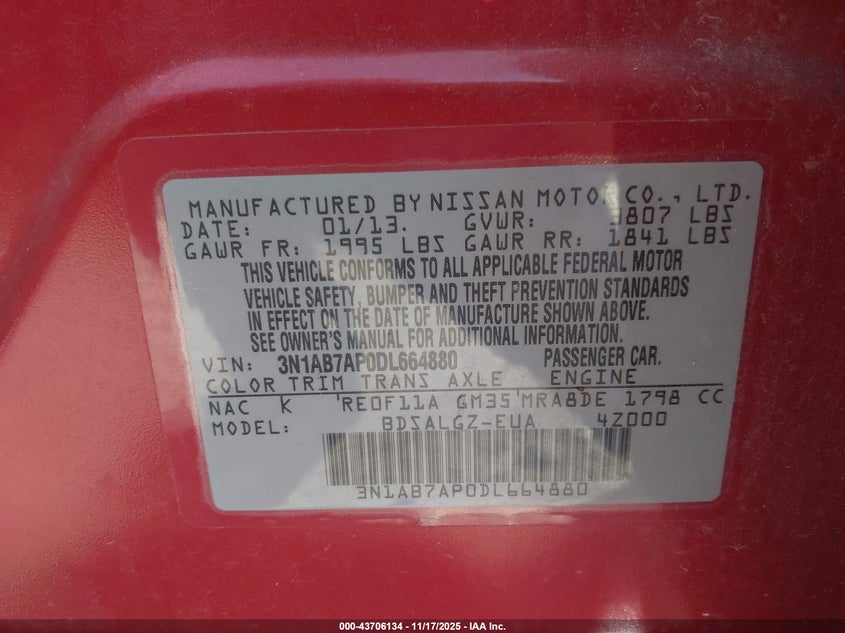 MANUFACTURED BY NISSAN MOTOR CO., LTD.
DATE: 01/13. GVWR: 3807 LBS
GAWR FR: 1995 LBS GAWR RR: 1841 LBS
THIS VEHICLE CONFORMS TO ALL APPLICABLE FEDERAL MOTOR
VEHICLE SAFETY, BUMPER AND THEFT PREVENTION STANDARDS
IN EFFECT ON THE DATE OF MANUFACTURE SHOWN ABOVE.
SEE OWNER'S MANUAL FOR ADDITIONAL INFORMATION.
VIN: 3N1AB7AP0DL664880 PASSENGER CAR.
COLOR TRIM TRANS AXLE ENGINE
NAC K 'RE0F11A GM35'MRA8DE 1798 CC
MODEL: BDSALGZ-EUA 4Z000
3N1AB7AP0DL664880
000-43706134 - 11/17/2025 - IAA Inc.